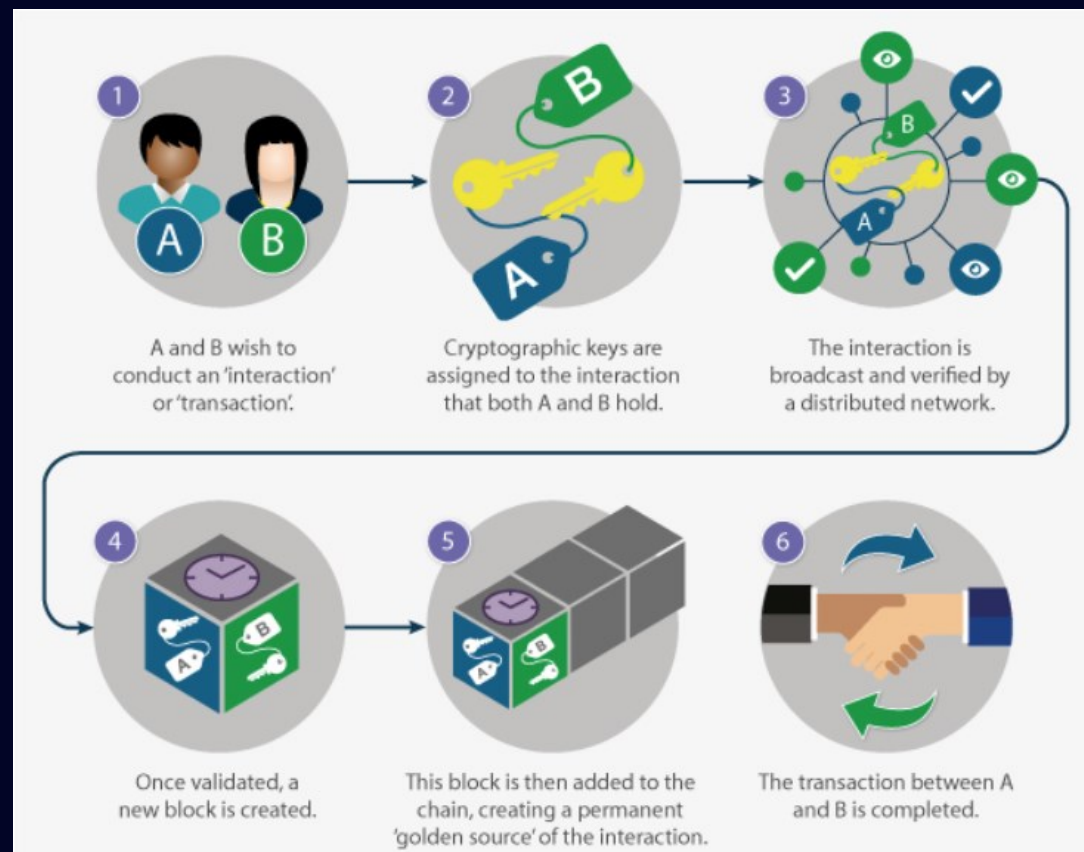 1
A
B
A and B wish to
conduct an ‘interaction’
or ‘transaction’.
2
B
A
Cryptographic keys are
assigned to the interaction
that both A and B hold.
3
B
A
The interaction is
broadcast and verified by
a distributed network.
4
A
B
Once validated, a
new block is created.
5
A
B
This block is then added to the
chain, creating a permanent
‘golden source’ of the interaction.
6
The transaction between A
and B is completed.